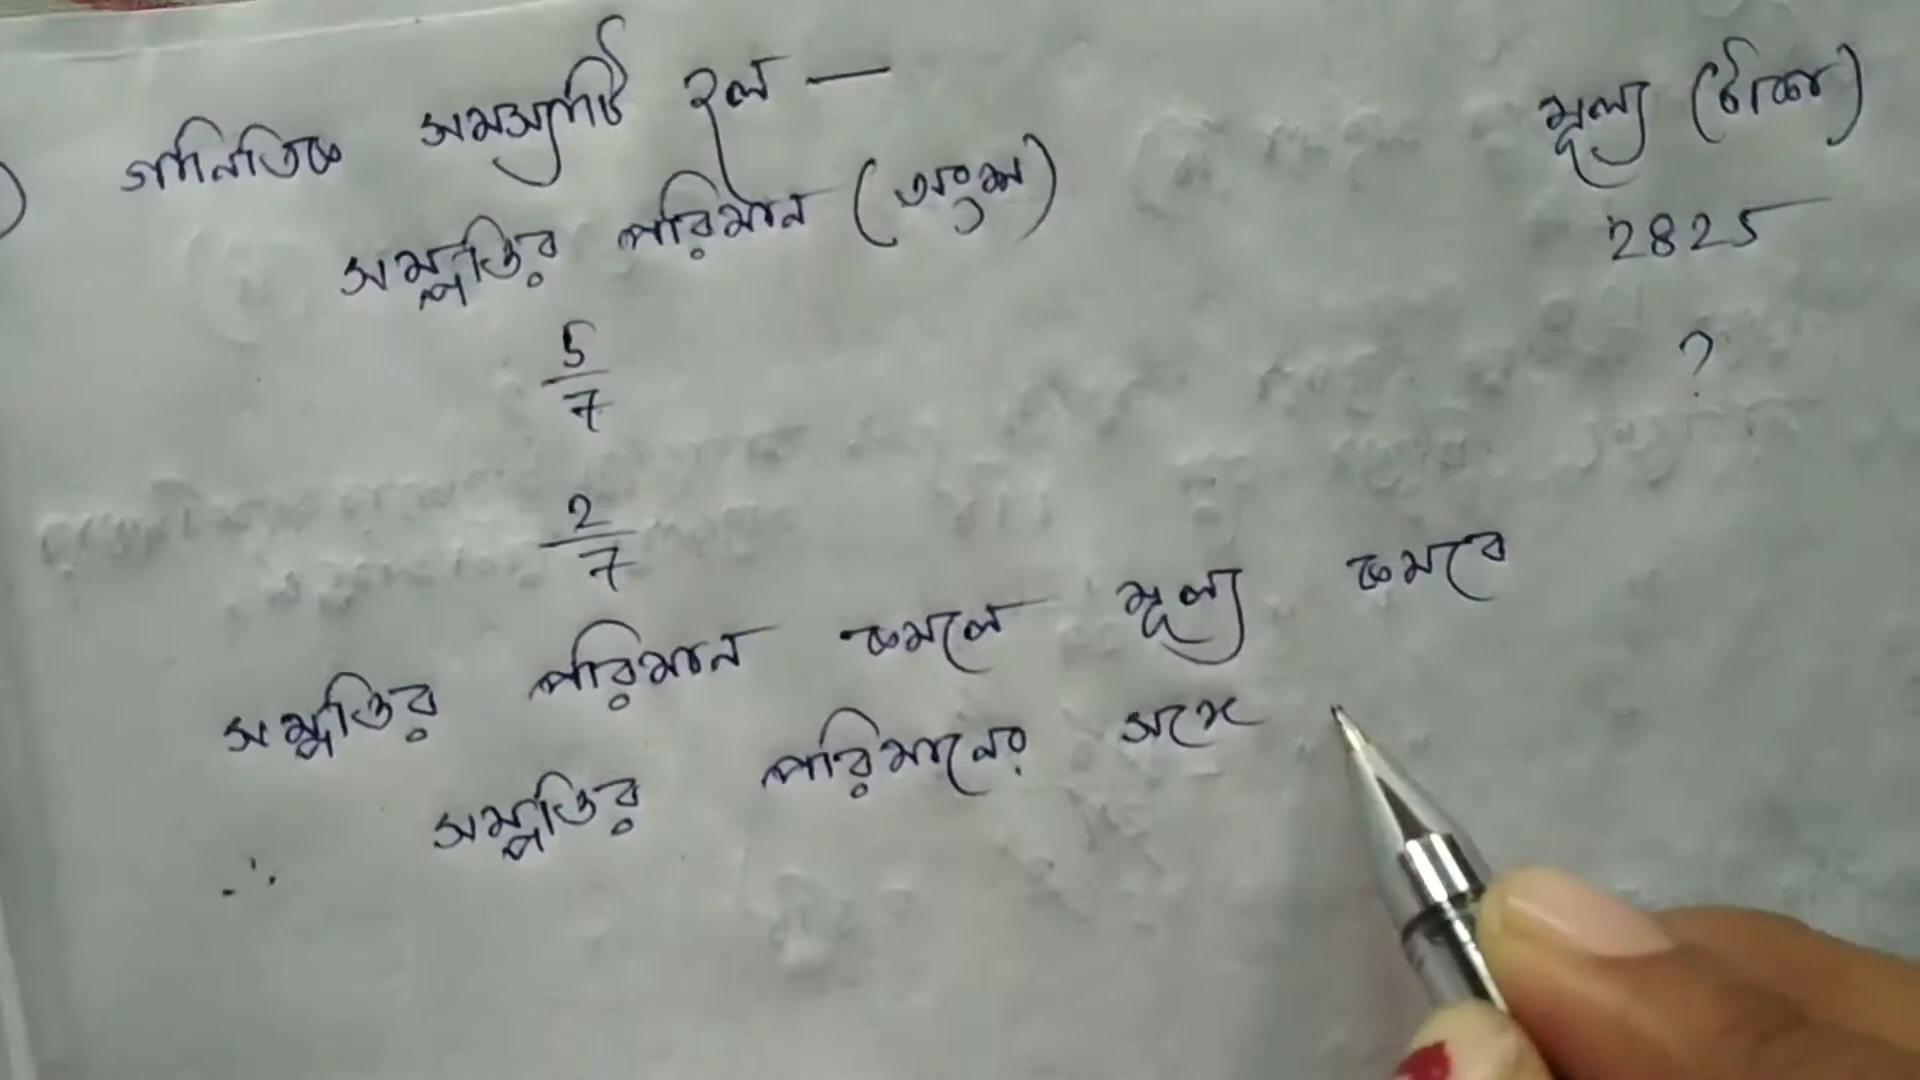 গানিতিক সমস্যাটি হল —
সম্পত্তির পরিমান (অংশ) মূল্য (টাকা)
5/7 2825
2/7 ?
সম্পত্তির পরিমান কমলে মূল্য কমবে
∴ সম্পত্তির পরিমানের সঙ্গে